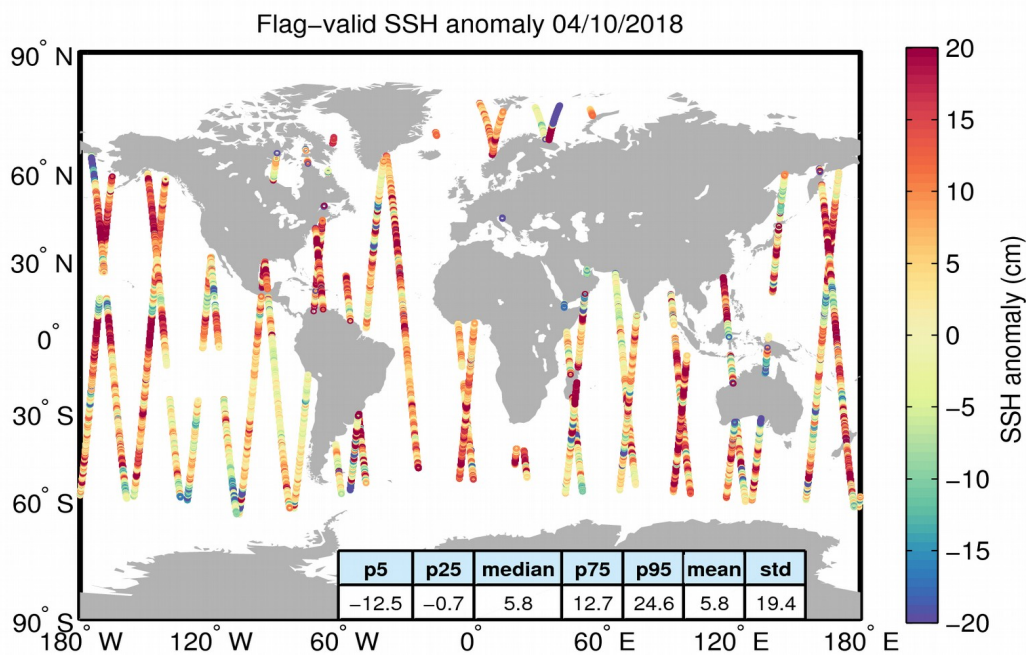 Flag−valid SSH anomaly 04/10/2018
90° N
60° N
30° N
0°
30° S
60° S
90° S
180° W 120° W 60° W 0° 60° E 120° E 180° E
p5 p25 median p75 p95 mean std
−12.5 −0.7 5.8 12.7 24.6 5.8 19.4
20
15
10
5
0
−5
−10
−15
−20
SSH anomaly (cm)